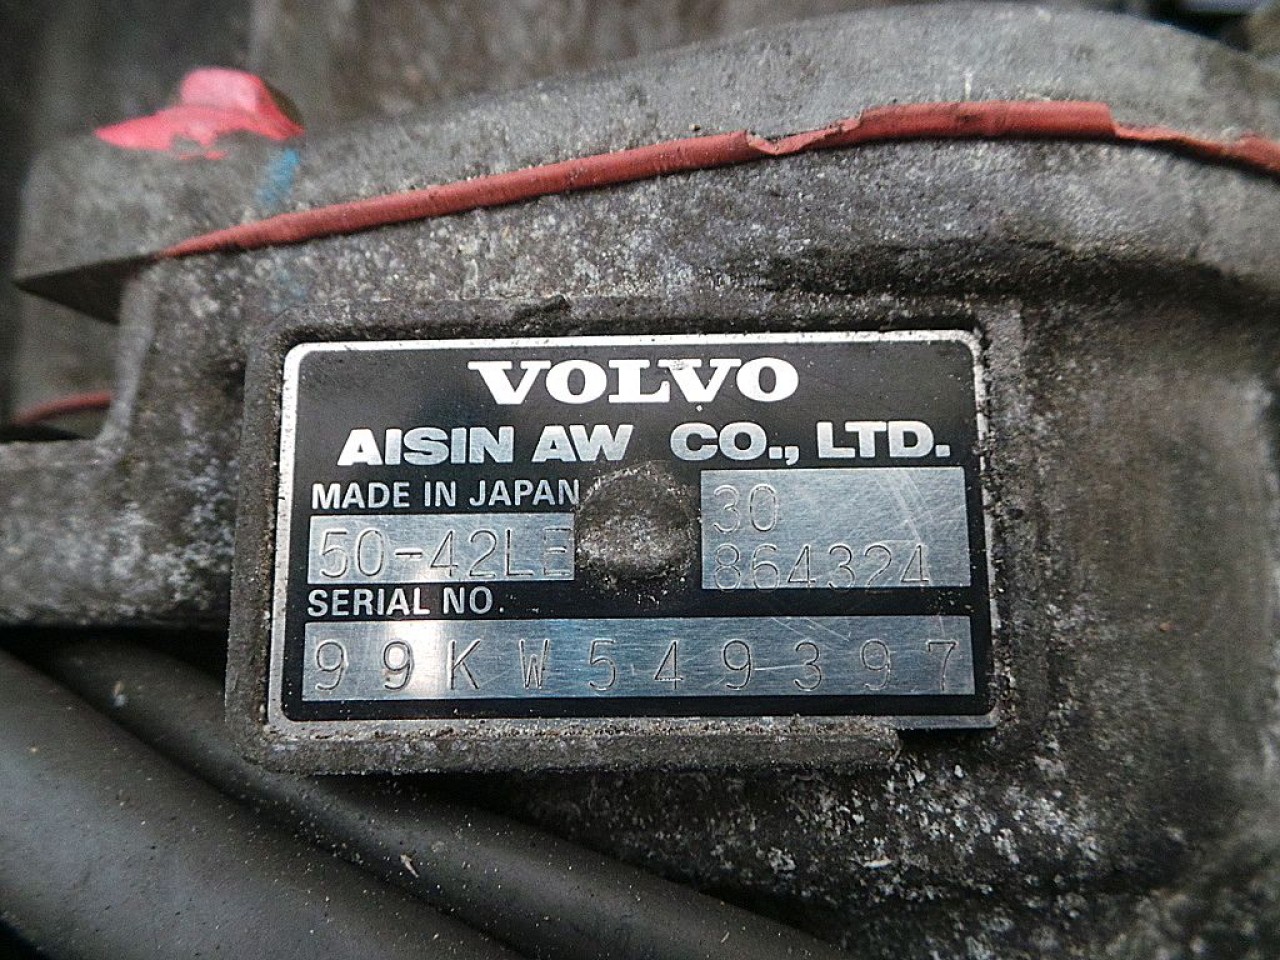 VOLVO
AISIN AW CO., LTD.
MADE IN JAPAN
30
50-42LE
864324
SERIAL NO.
99KW549397